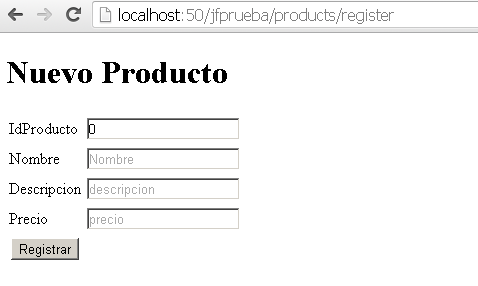 localhost:50/jfprueba/products/register
Nuevo Producto
IdProducto 0
Nombre Nombre
Descripcion descripcion
Precio precio
Registrar